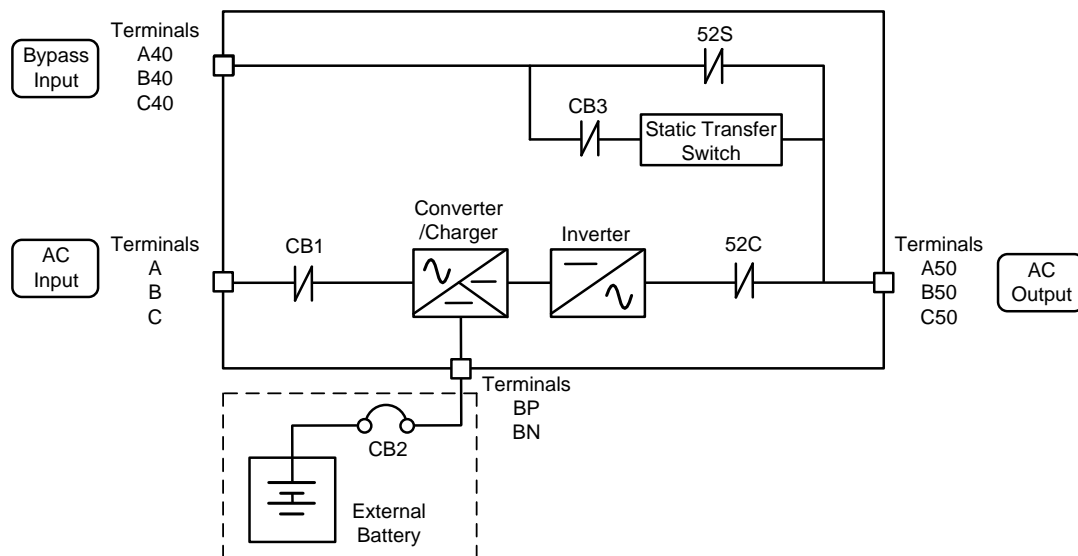 Bypass
Input
Terminals
A40
B40
C40
52S
CB3
Static Transfer
Switch
AC
Input
Terminals
A
B
C
CB1
Converter
/Charger
Inverter
52C
Terminals
A50
B50
C50
AC
Output
Terminals
BP
BN
CB2
External
Battery